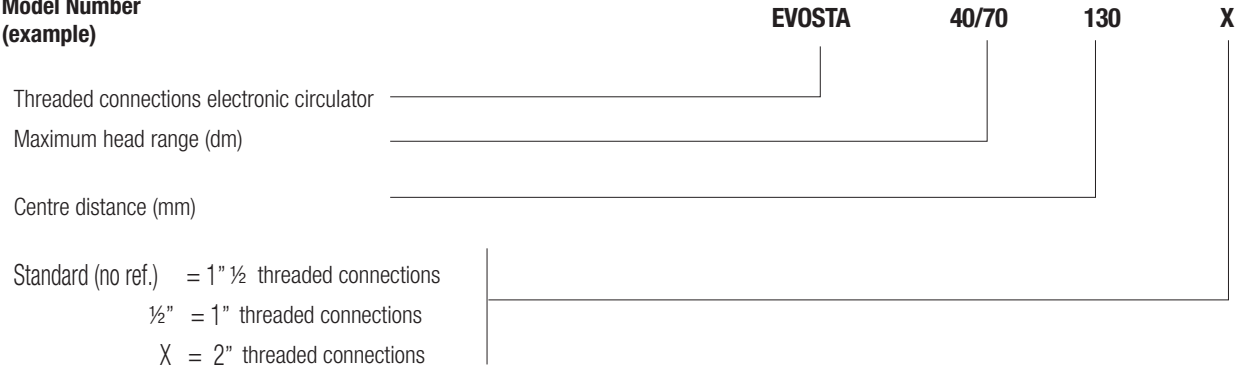 Model Number
(example)
EVOSTA 40/70 130 X
Threaded connections electronic circulator
Maximum head range (dm)
Centre distance (mm)
Standard (no ref.) = 1” ½ threaded connections
½” = 1” threaded connections
X = 2” threaded connections